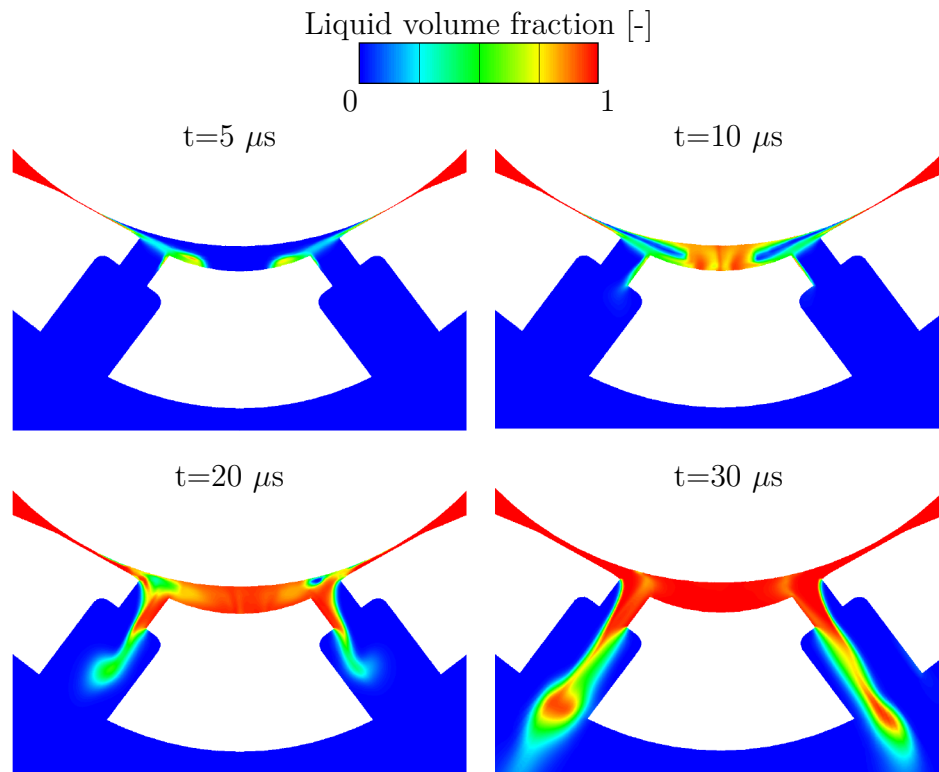 Liquid volume fraction [-]
0 1
t=5 μs
t=10 μs
t=20 μs
t=30 μs